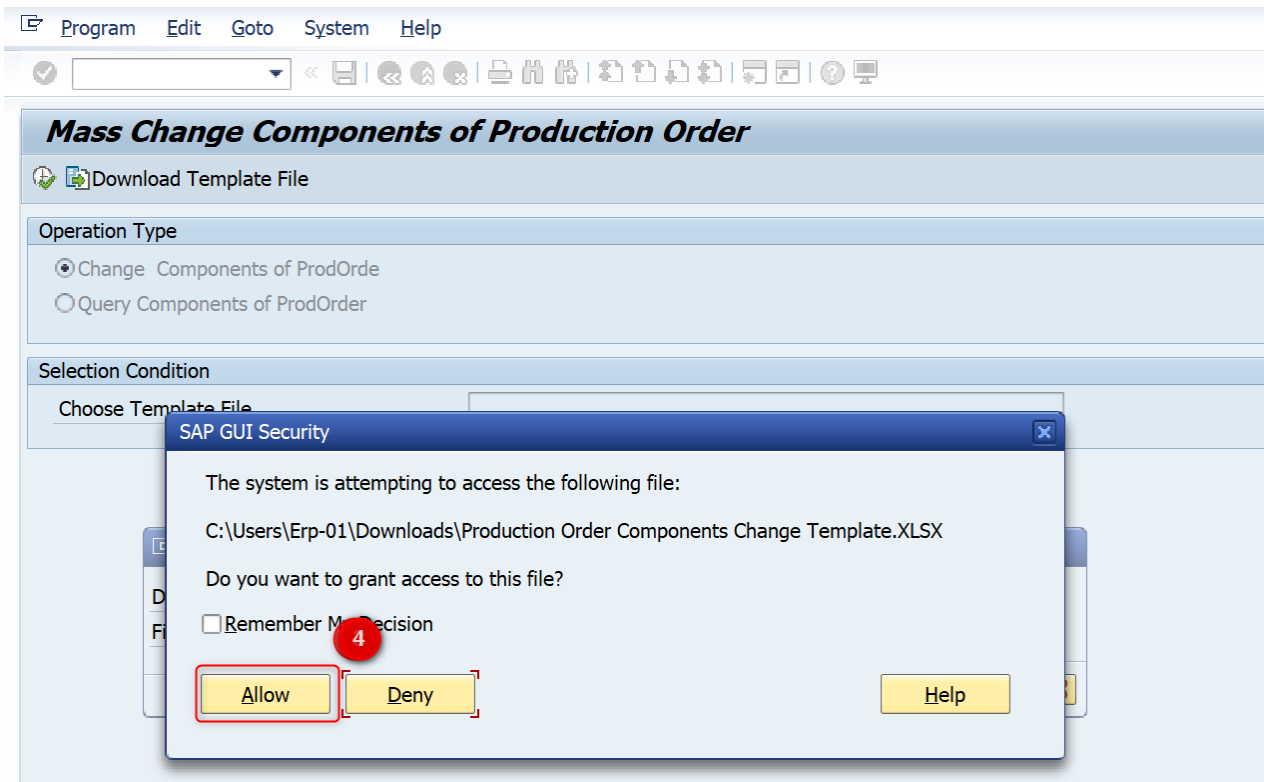 Program Edit Goto System Help
Mass Change Components of Production Order
Download Template File
Operation Type
Change Components of ProdOrde
Query Components of ProdOrder
Selection Condition
Choose Template File
SAP GUI Security
The system is attempting to access the following file:
C:\Users\Erp-01\Downloads\Production Order Components Change Template.XLSX
Do you want to grant access to this file?
Remember My Decision
4
Allow Deny Help